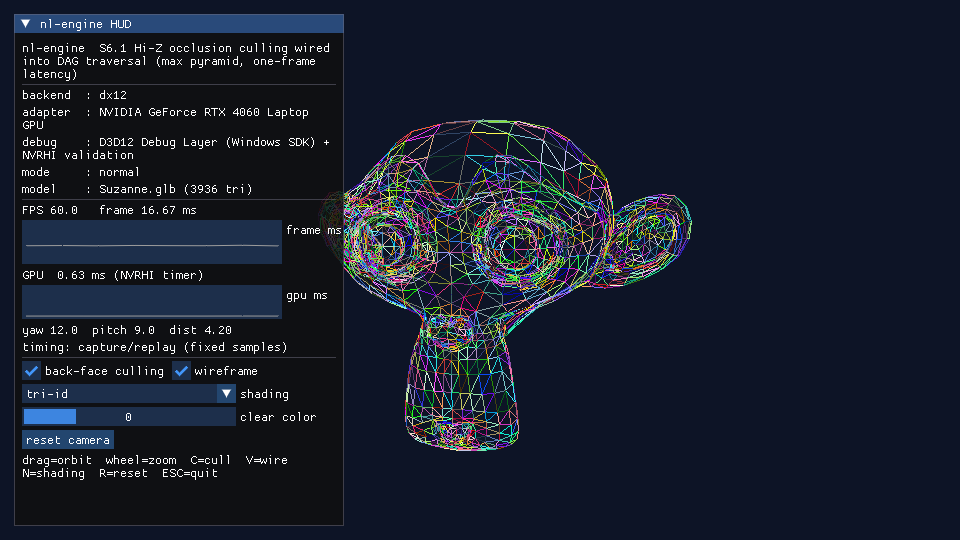 nl-engine HUD
nl-engine  S6.1 Hi-Z occlusion culling wired
into DAG traversal (max pyramid, one-frame
latency)
backend  : dx12
adapter  : NVIDIA GeForce RTX 4060 Laptop
GPU
debug    : D3D12 Debug Layer (Windows SDK) +
NVRHI validation
mode     : normal
model    : Suzanne.glb (3936 tri)
FPS 60.0   frame 16.67 ms
frame ms
GPU  0.63 ms (NVRHI timer)
gpu ms
yaw 12.0  pitch 9.0  dist 4.20
timing: capture/replay (fixed samples)
back-face culling  wireframe
tri-id  shading
0  clear color
reset camera
drag=orbit  wheel=zoom  C=cull  V=wire
N=shading  R=reset  ESC=quit